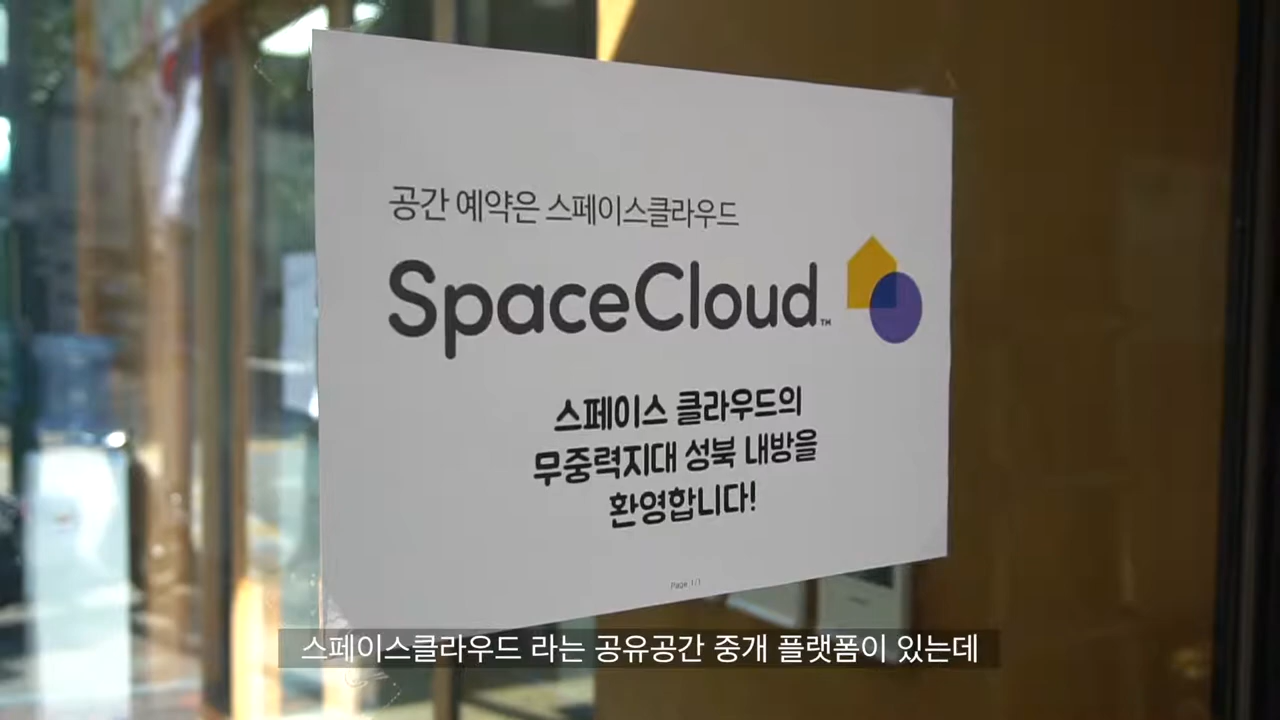 공간 예약은 스페이스클라우드
SpaceCloud™
스페이스 클라우드의
무중력지대 성북 내방을
환영합니다!
Page 1/1
스페이스클라우드 라는 공유공간 중개 플랫폼이 있는데